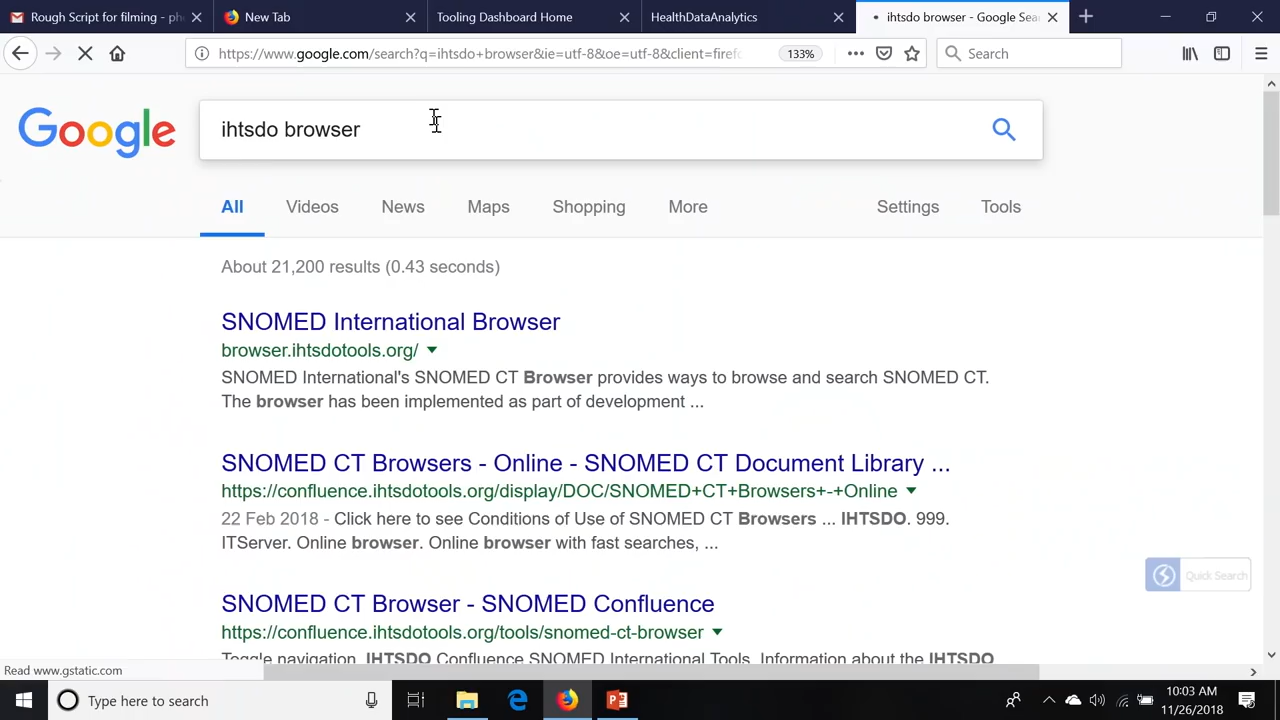 Rough Script for filming - ph
New Tab
Tooling Dashboard Home
HealthDataAnalytics
ihtsdo browser - Google Sea
https://www.google.com/search?q=ihtsdo+browser&ie=utf-8&oe=utf-8&client=firef
133%
Search
Google
ihtsdo browser
All
Videos
News
Maps
Shopping
More
Settings
Tools
About 21,200 results (0.43 seconds)
SNOMED International Browser
browser.ihtsdotools.org/
SNOMED International's SNOMED CT Browser provides ways to browse and search SNOMED CT.
The browser has been implemented as part of development ...
SNOMED CT Browsers - Online - SNOMED CT Document Library ...
https://confluence.ihtsdotools.org/display/DOC/SNOMED+CT+Browsers+-+Online
22 Feb 2018 - Click here to see Conditions of Use of SNOMED CT Browsers ... IHTSDO. 999.
ITServer. Online browser. Online browser with fast searches, ...
Quick Search
SNOMED CT Browser - SNOMED Confluence
https://confluence.ihtsdotools.org/tools/snomed-ct-browser
Toggle navigation. IHTSDO Confluence SNOMED International Tools. Information about the IHTSDO
Read www.gstatic.com
Type here to search
10:03 AM
11/26/2018